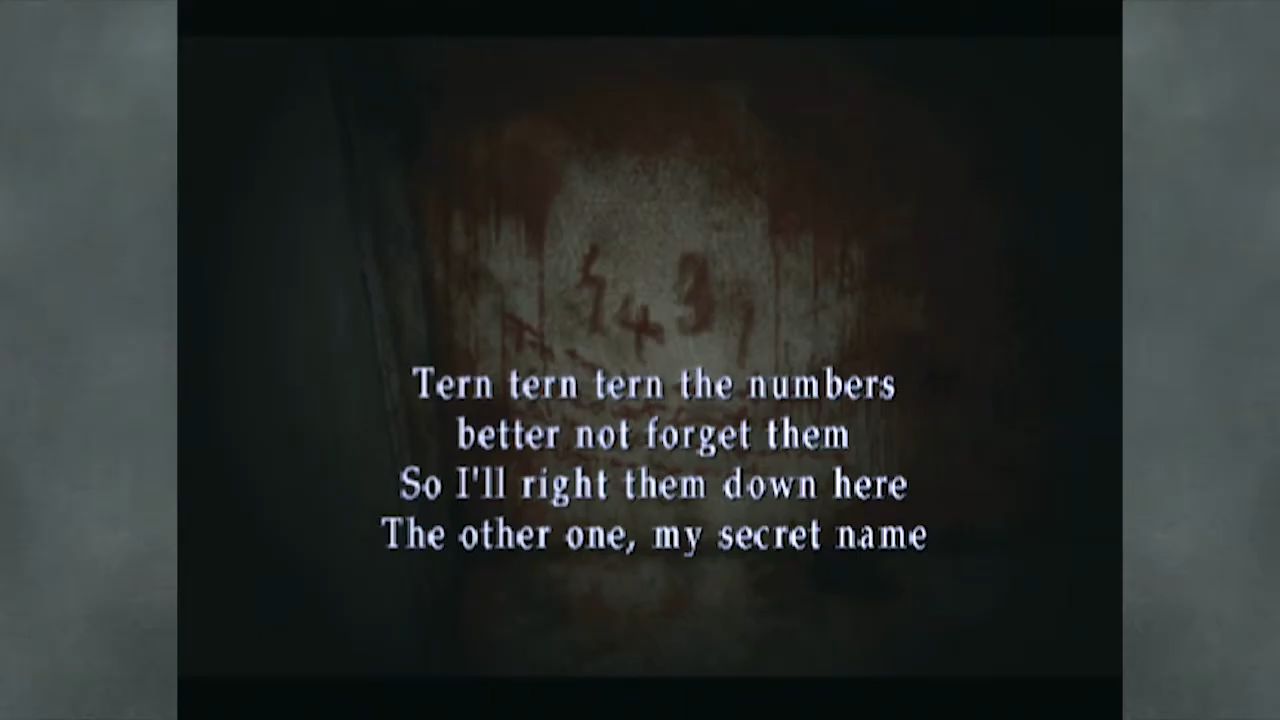 Tern tern tern the numbers
better not forget them
So I'll right them down here
The other one, my secret name